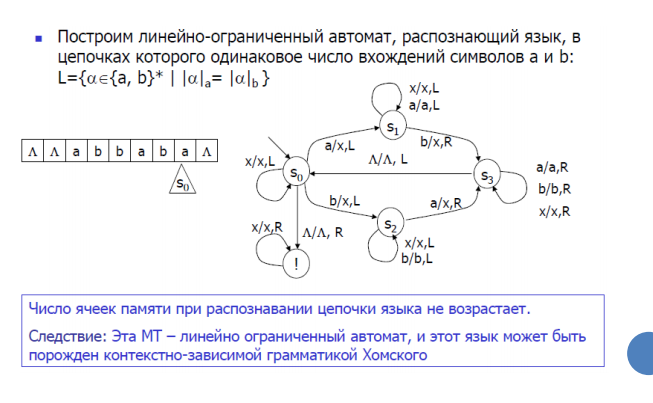 Построим линейно-ограниченный автомат, распознающий язык, в
цепочках которого одинаковое число вхождений символов a и b:
L={α∈{a, b}* | |α|a= |α|b }
x/x,L
a/a,L
s1
a/x,L
b/x,R
Λ Λ a b b a b a Λ
s0
x/x,L
s0
Λ/Λ, L
s3
a/a,R
b/b,R
x/x,R
b/x,L
a/x,R
s2
x/x,R
Λ/Λ, R
x/x,L
b/b,L
!
Число ячеек памяти при распознавании цепочки языка не возрастает.
Следствие: Эта МТ – линейно ограниченный автомат, и этот язык может быть
порожден контекстно-зависимой грамматикой Хомского